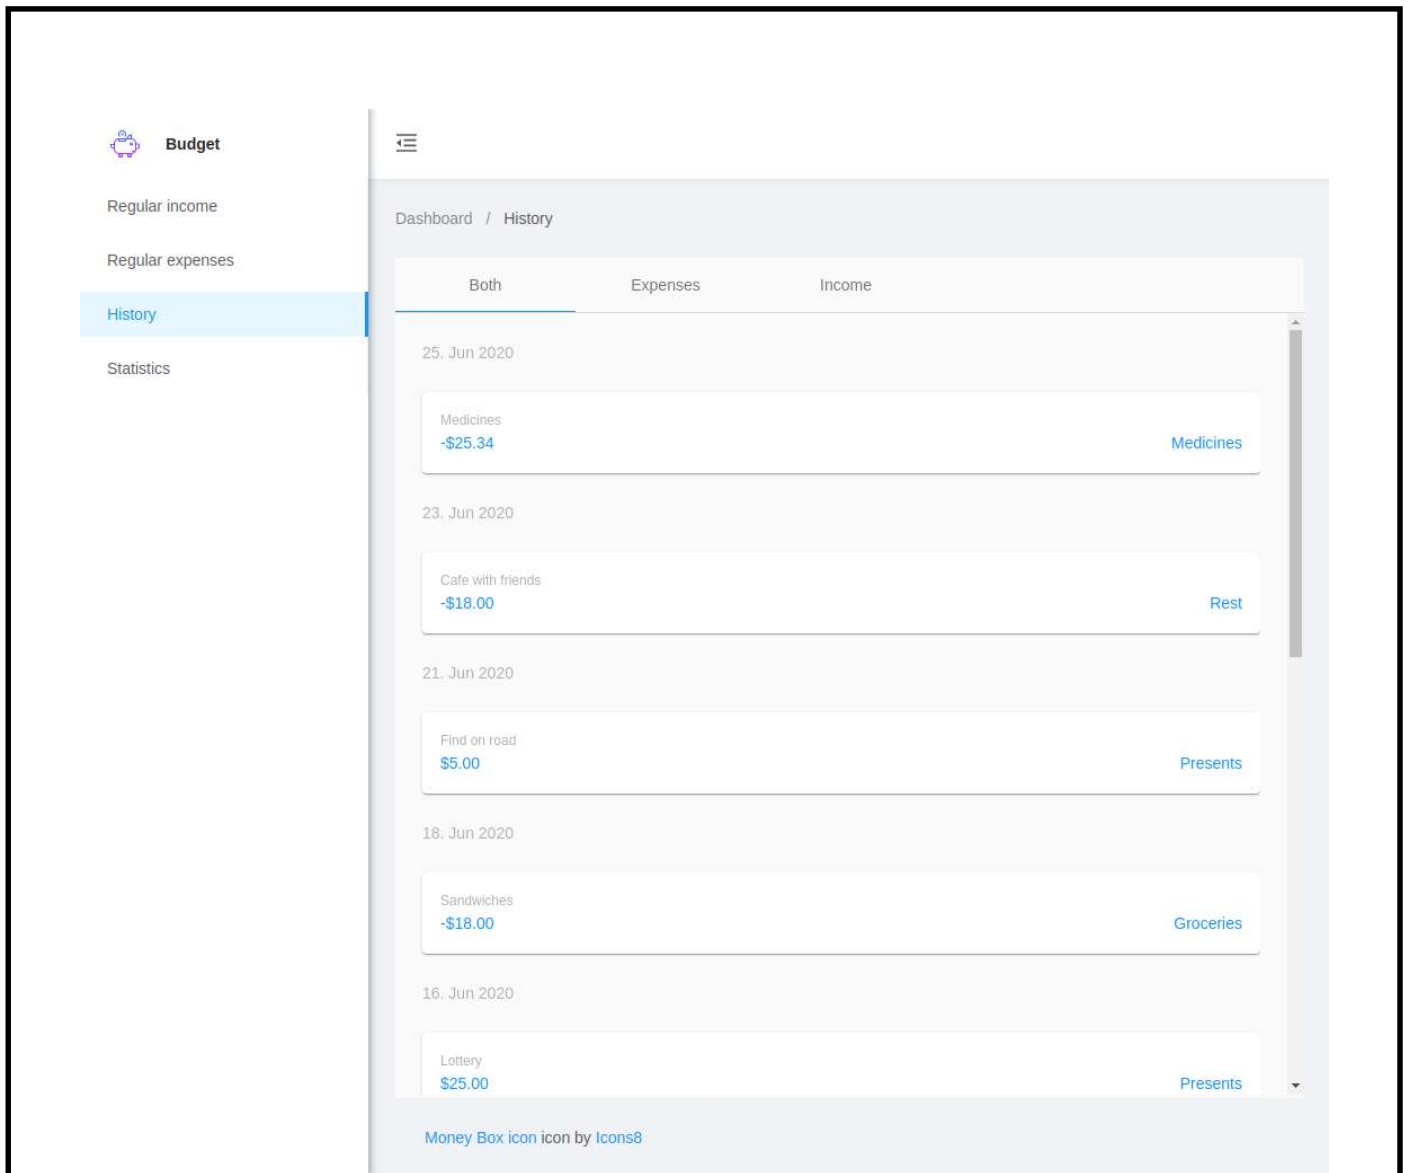 Budget
Regular income
Regular expenses
History
Statistics
Dashboard / History
Both Expenses Income
25. Jun 2020
Medicines
-$25.34 Medicines
23. Jun 2020
Cafe with friends
-$18.00 Rest
21. Jun 2020
Find on road
$5.00 Presents
18. Jun 2020
Sandwiches
-$18.00 Groceries
16. Jun 2020
Lottery
$25.00 Presents
Money Box icon icon by Icons8